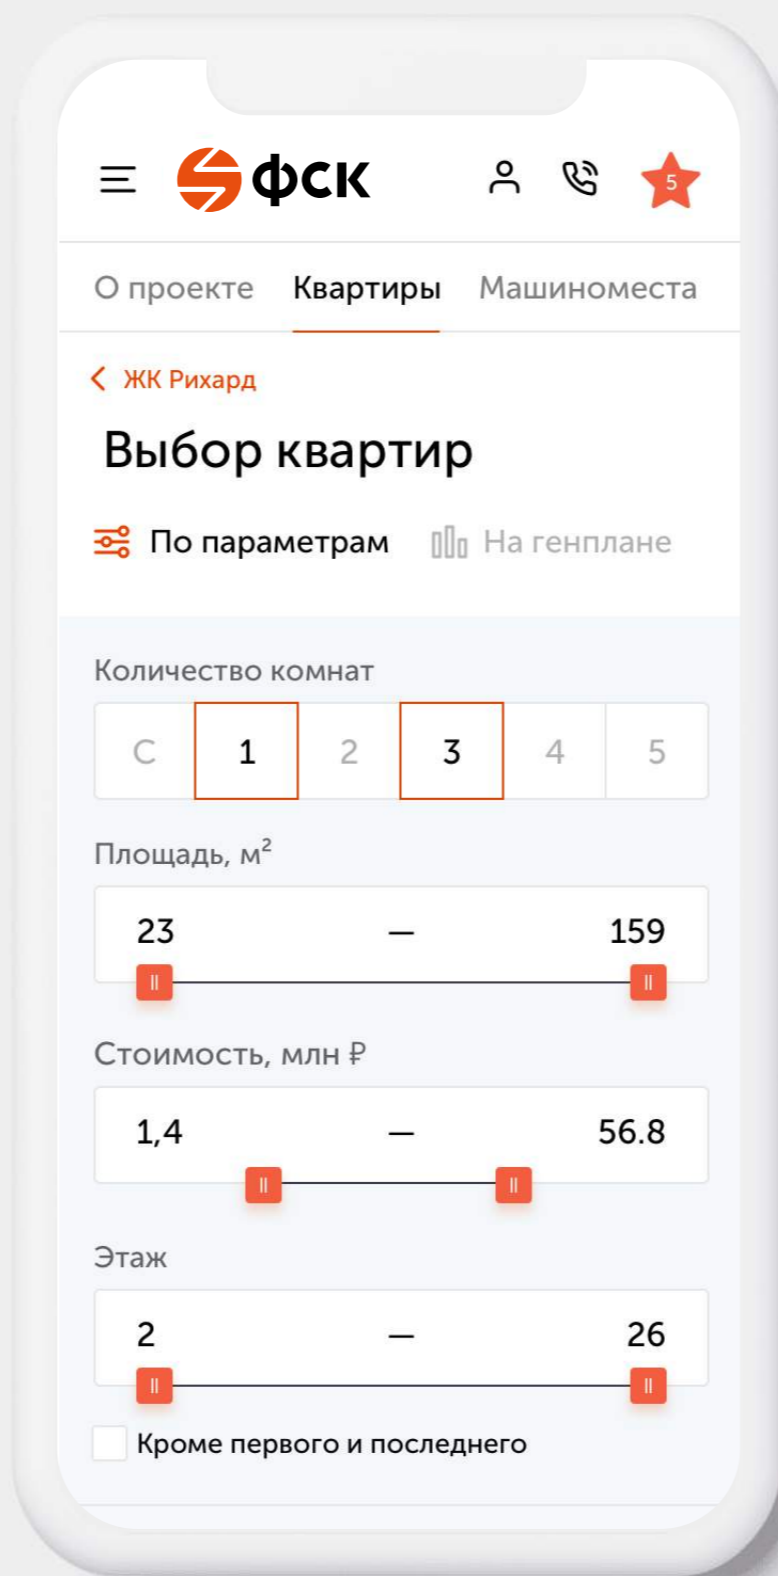 фск
5
О проекте Квартиры Машиноместа
ЖК Рихард
Выбор квартир
По параметрам На генплане
Количество комнат
С 1 2 3 4 5
Площадь, м²
23 — 159
Стоимость, млн ₽
1,4 — 56.8
Этаж
2 — 26
Кроме первого и последнего